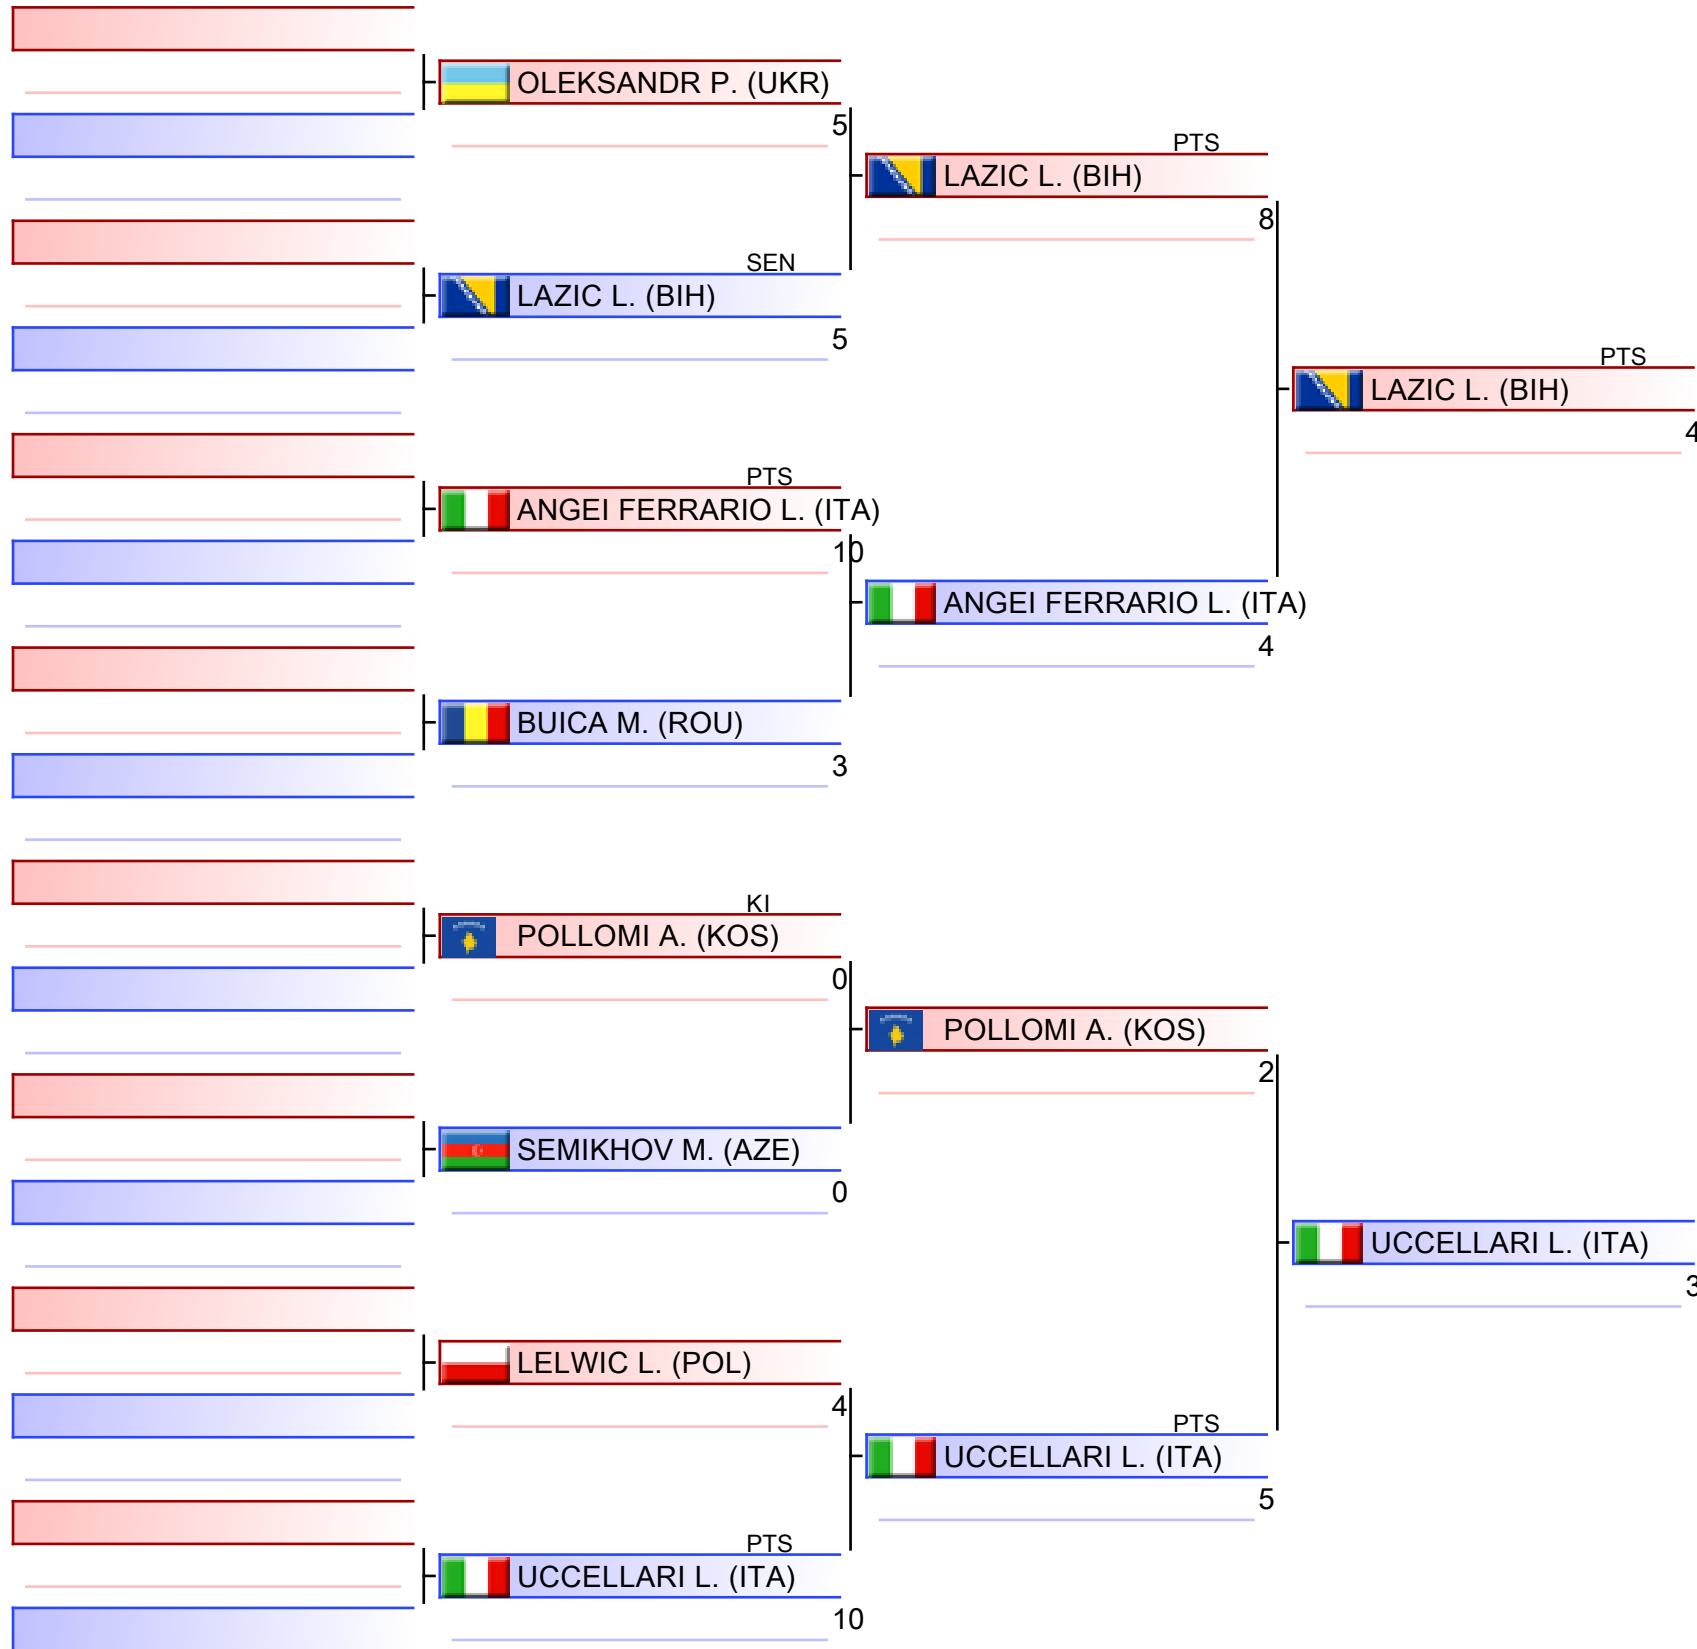 OLEKSANDR P. (UKR)
5
PTS
LAZIC L. (BIH)
8
SEN
LAZIC L. (BIH)
5
PTS
LAZIC L. (BIH)
4
PTS
ANGEI FERRARIO L. (ITA)
10
ANGEI FERRARIO L. (ITA)
4
BUICA M. (ROU)
3
KI
POLLOMI A. (KOS)
0
POLLOMI A. (KOS)
2
SEMIKHOV M. (AZE)
0
UCCELLARI L. (ITA)
3
LELWIC L. (POL)
4
PTS
UCCELLARI L. (ITA)
5
PTS
UCCELLARI L. (ITA)
10